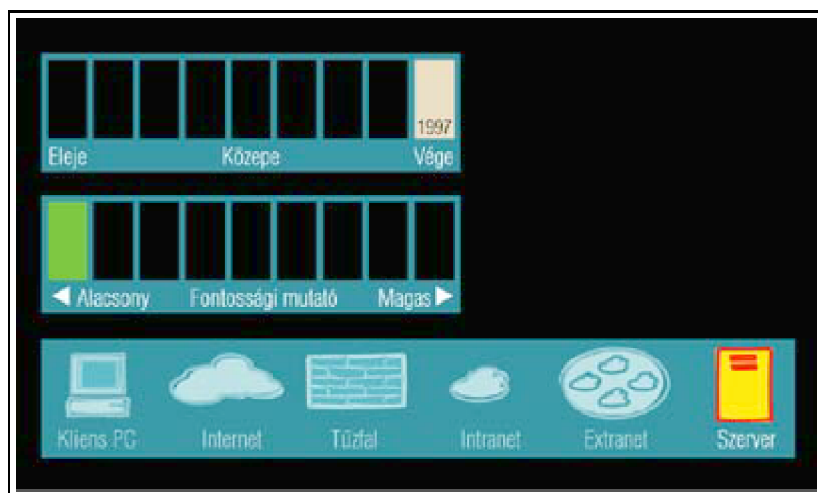 1997
Eleje Közepe Vége
Alacsony Fontossági mutató Magas
Kliens PC Internet Tűzfal Intranet Extranet Szerver